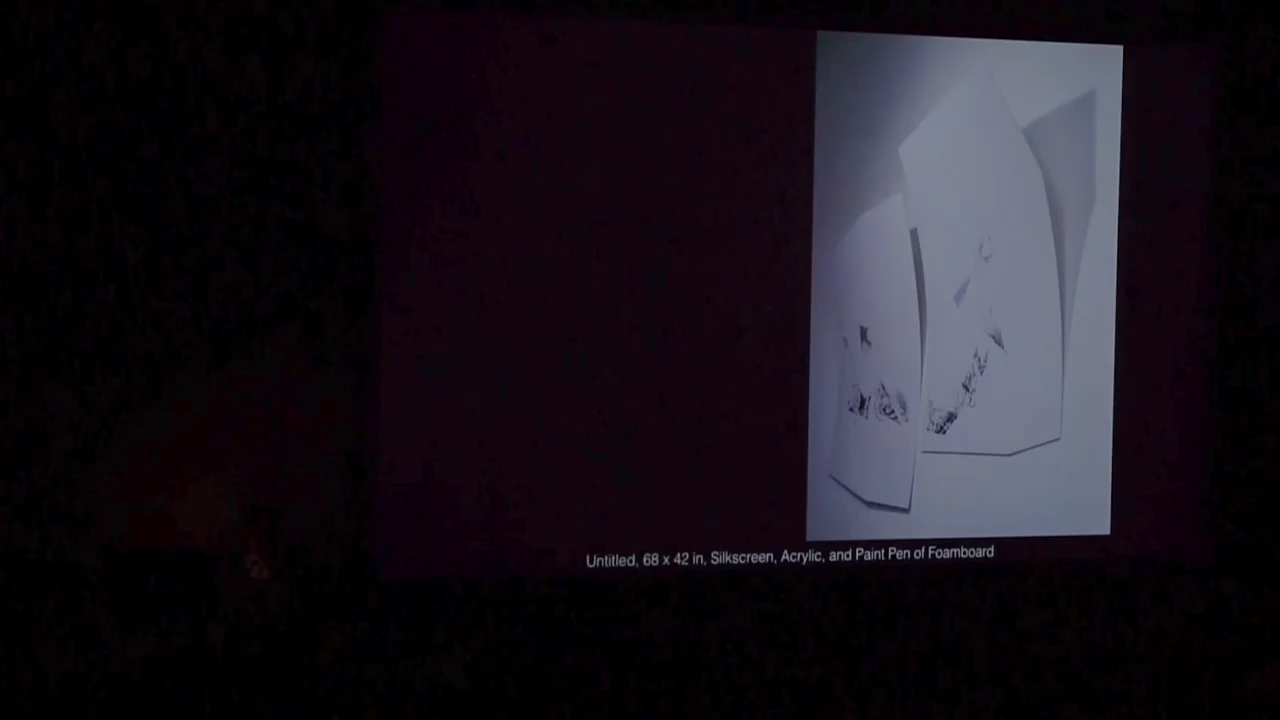 Untitled, 68 x 42 in, Silkscreen, Acrylic, and Paint Pen of Foamboard